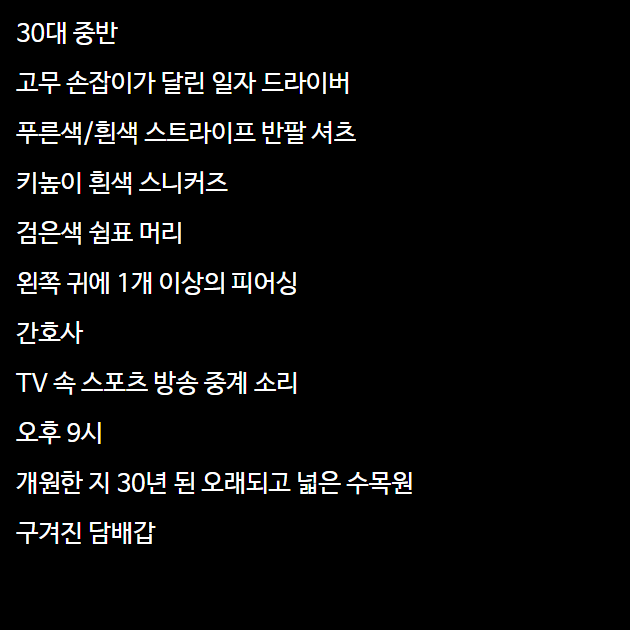 30대 중반
고무 손잡이가 달린 일자 드라이버
푸른색/흰색 스트라이프 반팔 셔츠
키높이 흰색 스니커즈
검은색 쉼표 머리
왼쪽 귀에 1개 이상의 피어싱
간호사
TV 속 스포츠 방송 중계 소리
오후 9시
개원한 지 30년 된 오래되고 넓은 수목원
구겨진 담배갑